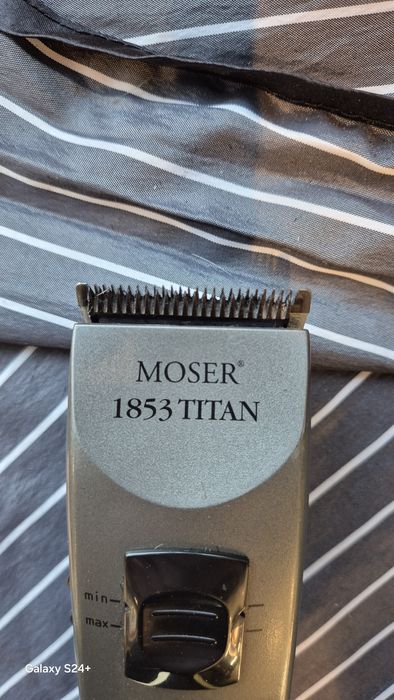 MOSER®
1853 TITAN
min
max
Galaxy S24+